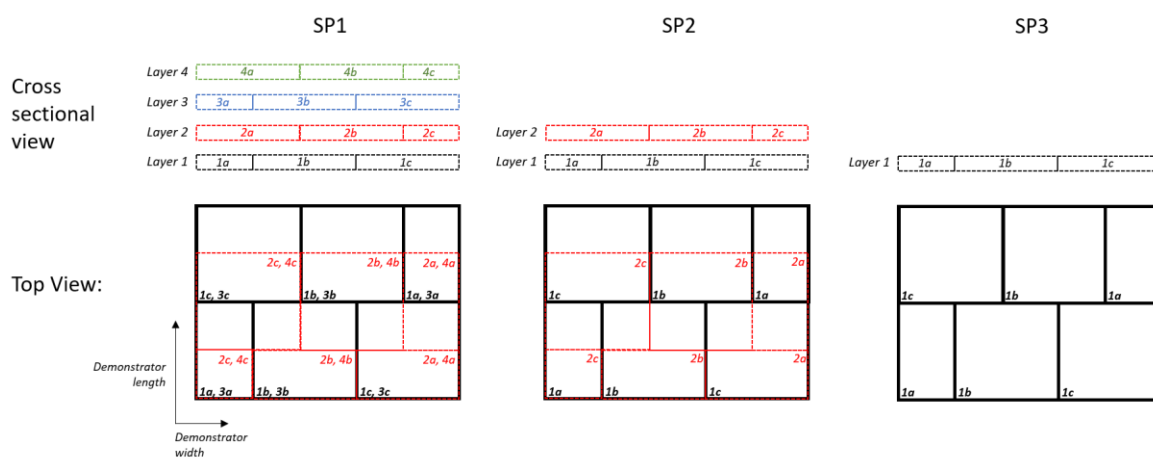 SP1 SP2 SP3
Cross
sectional
view
Layer 4 4a 4b 4c
Layer 3 3a 3b 3c
Layer 2 2a 2b 2c Layer 2 2a 2b 2c
Layer 1 1a 1b 1c Layer 1 1a 1b 1c Layer 1 1a 1b 1c
Top View:
2c, 4c 2b, 4b 2a, 4a 2c 2b 2a
1c, 3c 1b, 3b 1a, 3a 1c 1b 1a 1c 1b 1a
2c, 4c 2b, 4b 2a, 4a 2c 2b 2a
1a, 3a 1b, 3b 1c, 3c 1a 1b 1c 1a 1b 1c
Demonstrator
length
Demonstrator
width